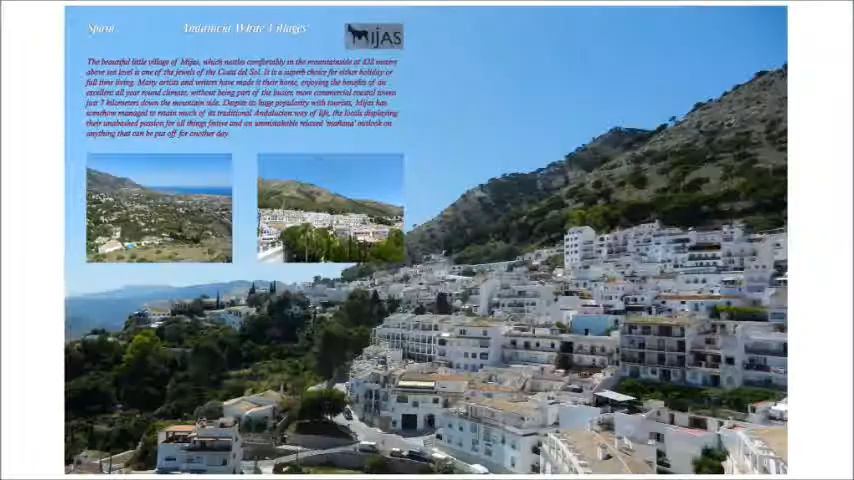 Spain
Andalucia White Villages'
MIJAS
The beautiful little village of Mijas, which nestles comfortably in the mountainside at 428 meters
above sea level is one of the jewels of the Costa del Sol. It is a superb choice for either holiday or
full time living. Many artists and writers have made it their home, enjoying the benefits of an
excellent all year round climate, without being part of the busier, more commercial coastal towns
just 7 kilometers down the mountain side. Despite its huge popularity with tourists, Mijas has
somehow managed to retain much of its traditional Andalucian way of life, the locals displaying
their unabashed passion for all things festive and an unmistakable relaxed 'mañana' outlook on
anything that can be put off for another day